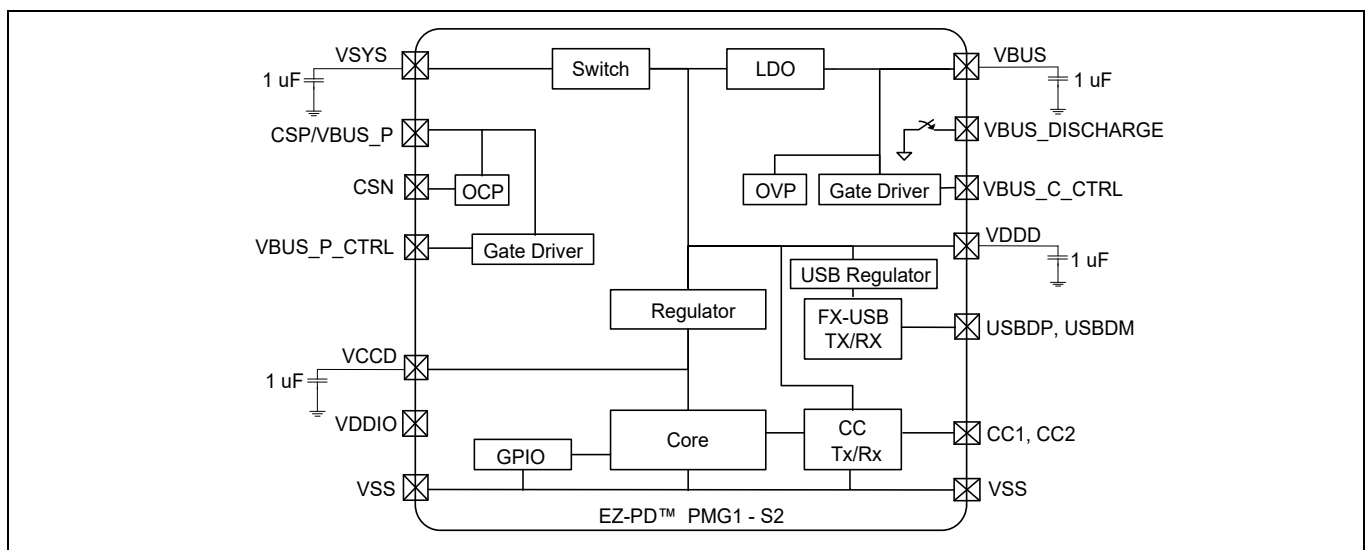 VSYS
1 uF
Switch
LDO
VBUS
1 uF
CSP/VBUS_P
VBUS_DISCHARGE
CSN
OCP
OVP
Gate Driver
VBUS_C_CTRL
VBUS_P_CTRL
Gate Driver
VDDD
1 uF
USB Regulator
Regulator
FX-USB
TX/RX
USBDP, USBDM
VCCD
1 uF
VDDIO
Core
CC
Tx/Rx
CC1, CC2
GPIO
VSS
VSS
EZ-PD™ PMG1 - S2